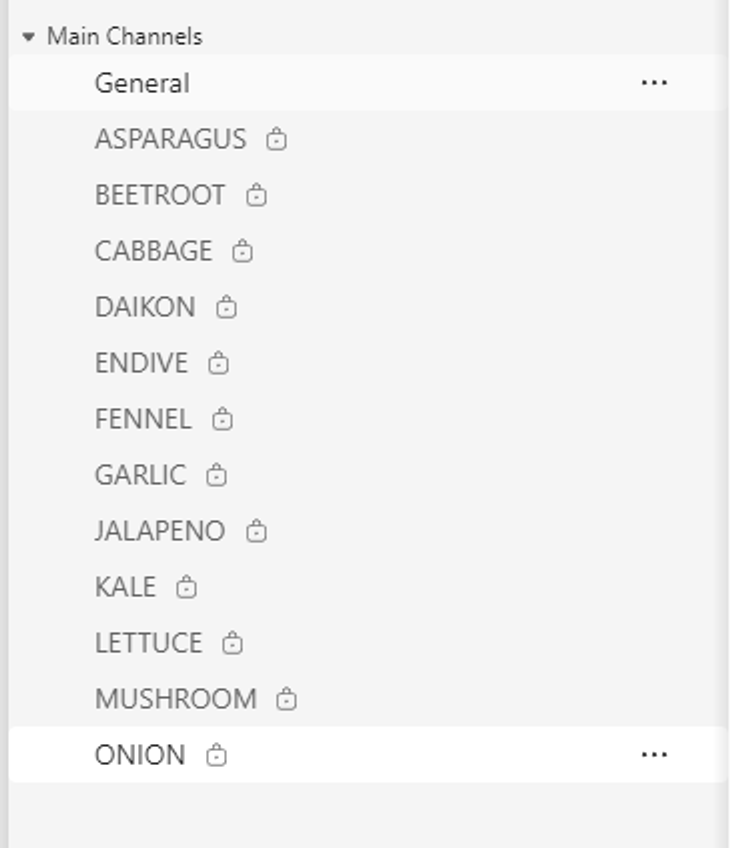 Main Channels
General
ASPARAGUS
BEETROOT
CABBAGE
DAIKON
ENDIVE
FENNEL
GARLIC
JALAPENO
KALE
LETTUCE
MUSHROOM
ONION